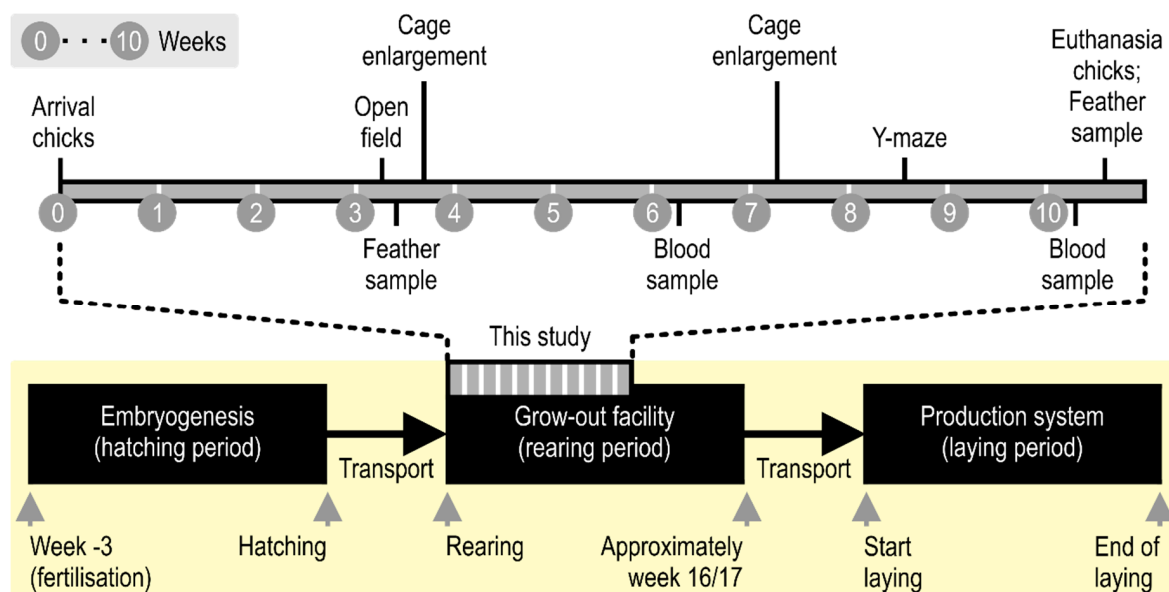 0 10 Weeks
Arrival
chicks
Open
field
Cage
enlargement
Cage
enlargement
Y-maze
Euthanasia
chicks;
Feather
sample
0 1 2 3 4 5 6 7 8 9 10
Feather
sample
Blood
sample
Blood
sample
This study
Embryogenesis
(hatching period)
Transport
Grow-out facility
(rearing period)
Transport
Production system
(laying period)
Week -3
(fertilisation)
Hatching
Rearing
Approximately
week 16/17
Start
laying
End of
laying